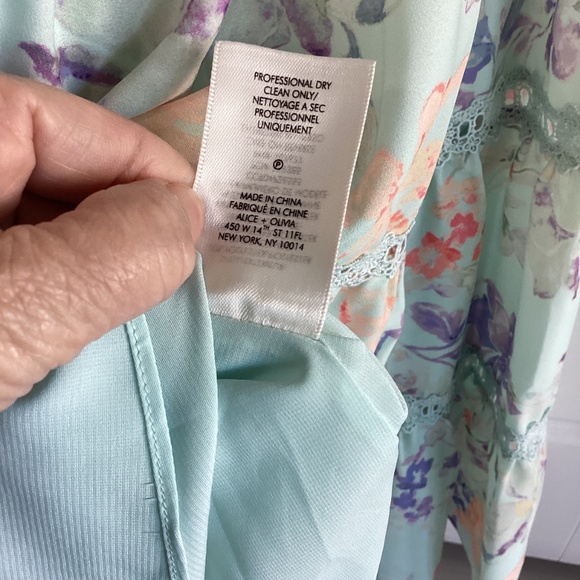 PROFESSIONAL DRY
CLEAN ONLY/
NETTOYAGE A SEC
PROFESSIONNEL
UNIQUEMENT
P
MADE IN CHINA
FABRIQUÉ EN CHINE
ALICE + OLIVIA
450 W 14TH ST 11FL
NEW YORK, NY 10014